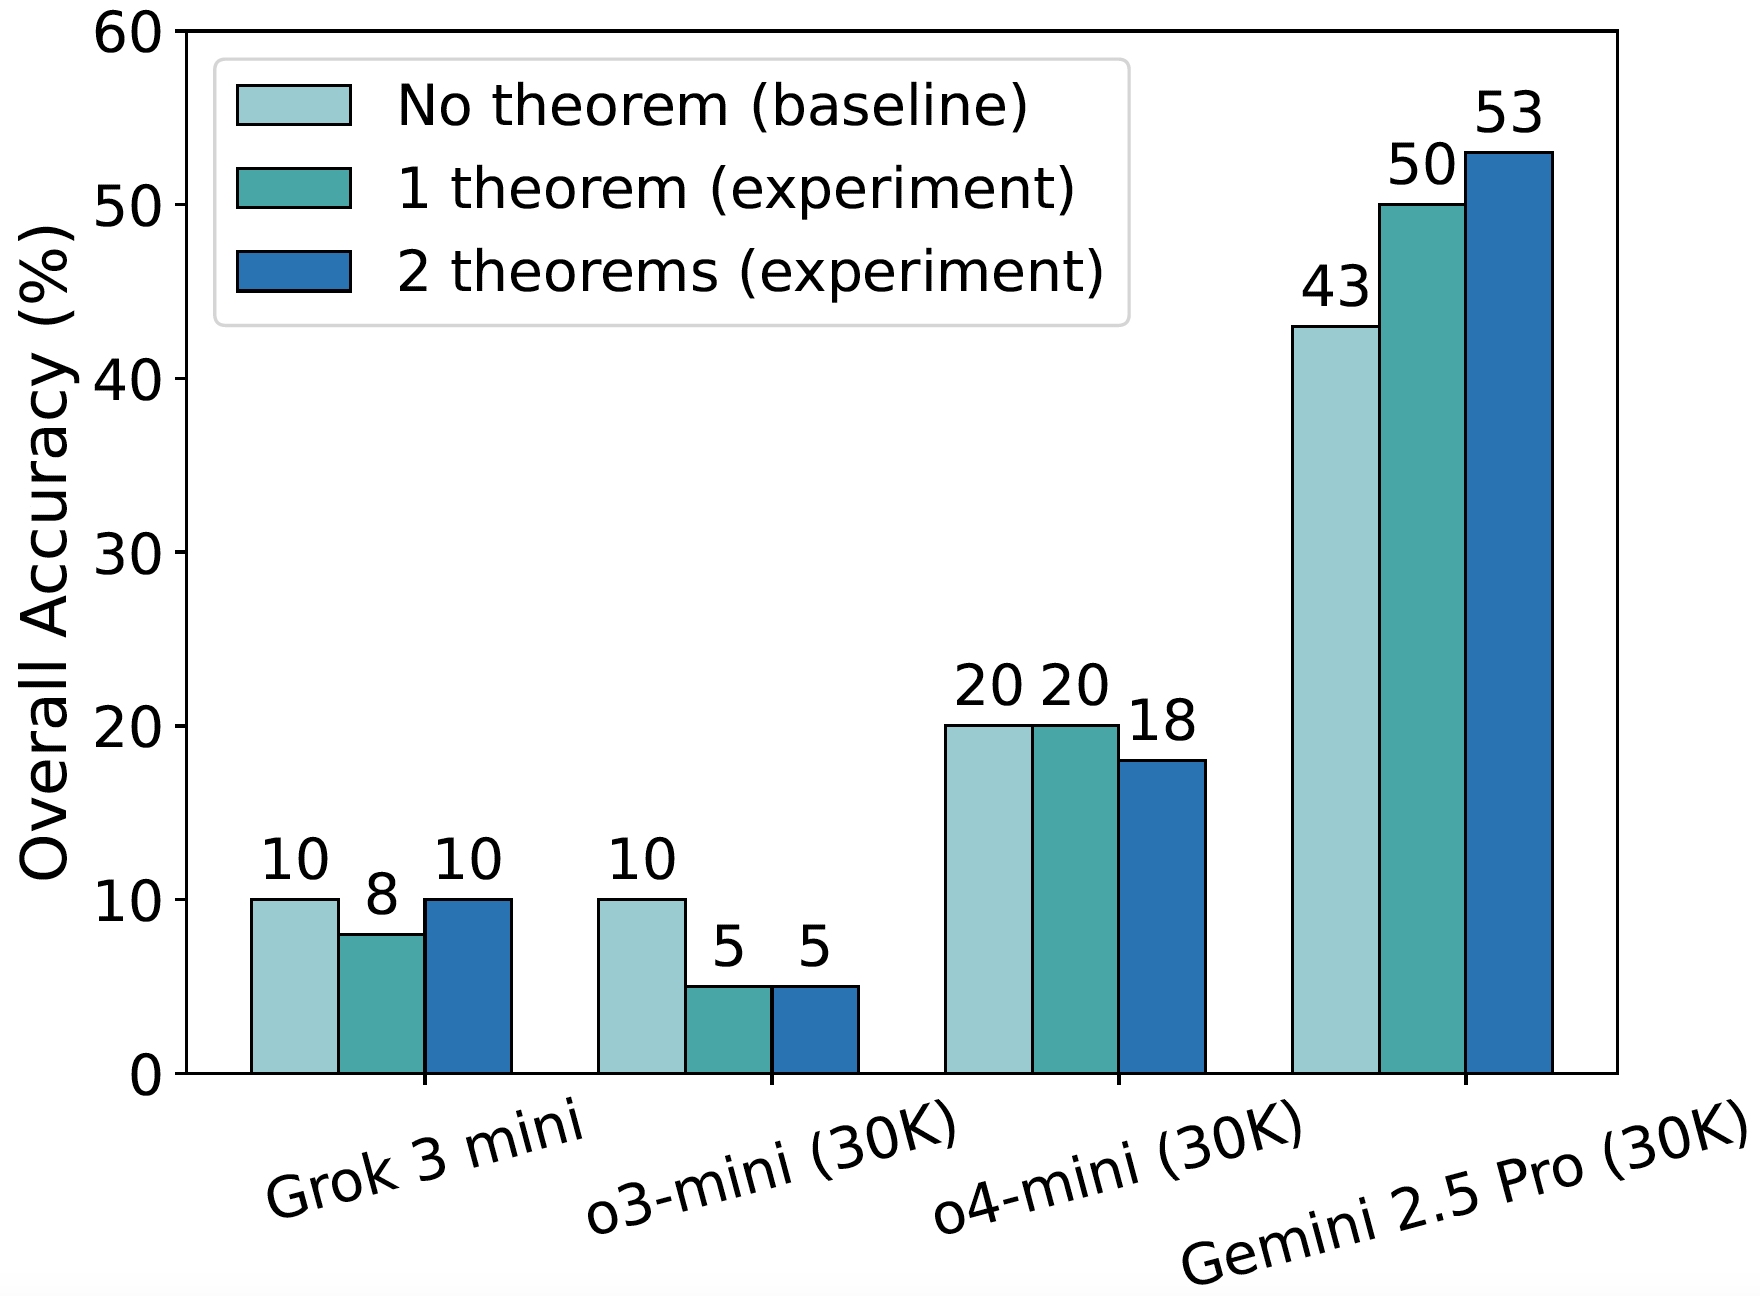 60
50
40
30
20
10
0
Overall Accuracy (%)
No theorem (baseline)
1 theorem (experiment)
2 theorems (experiment)
10 8 10
10 5 5
20 20 18
43 50 53
Grok 3 mini
o3-mini (30K)
o4-mini (30K)
Gemini 2.5 Pro (30K)